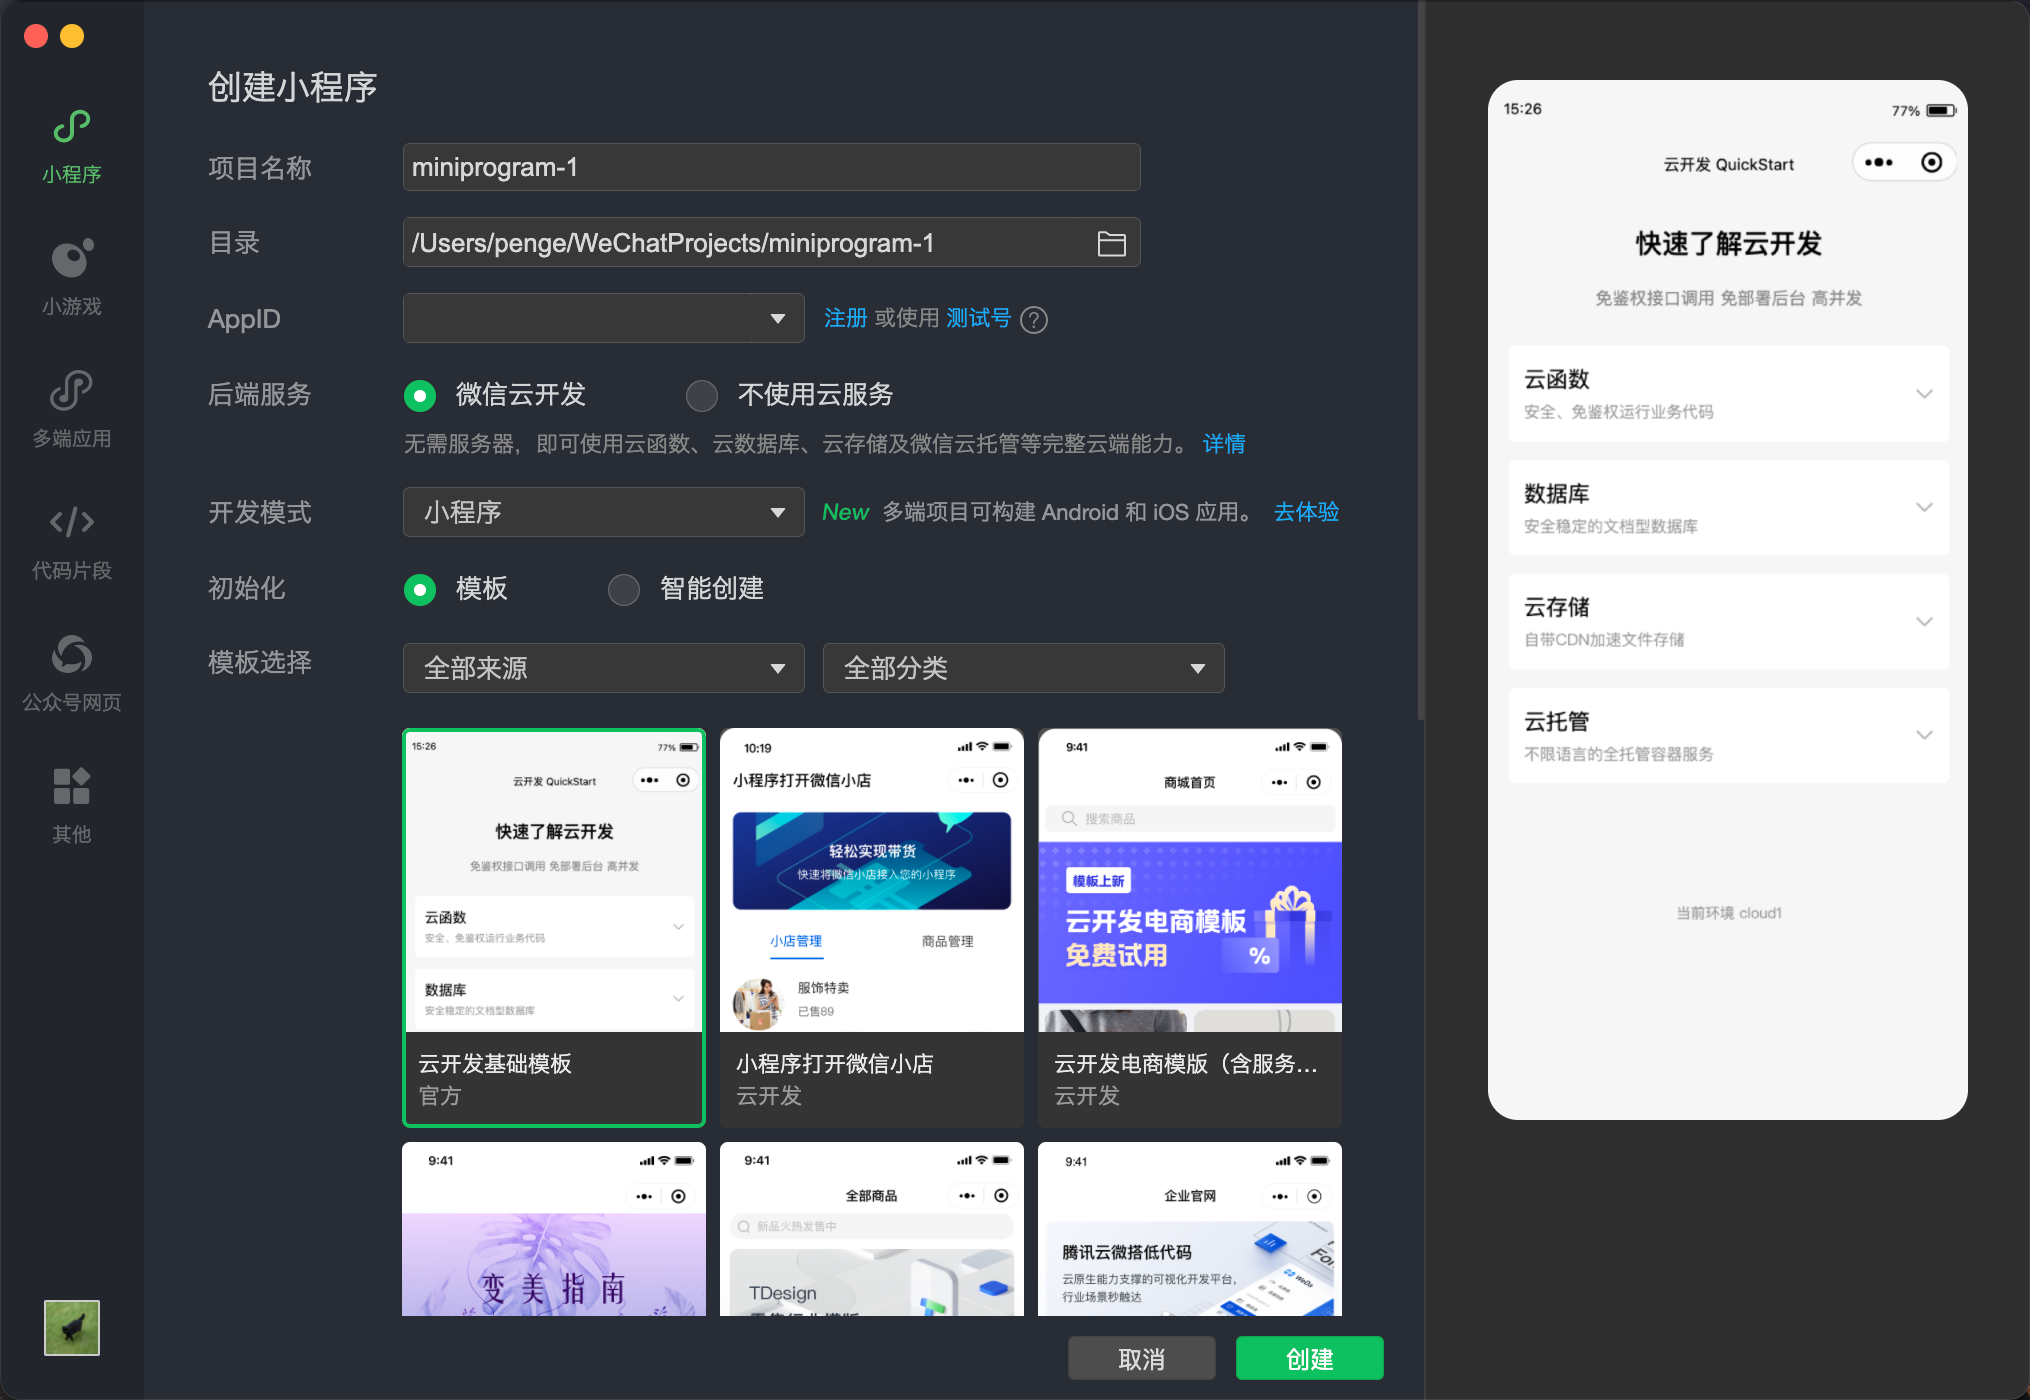 小程序
小游戏
多端应用
代码片段
公众号网页
其他
创建小程序
项目名称
miniprogram-1
目录
/Users/penge/WeChatProjects/miniprogram-1
AppID
注册 或使用 测试号 ?
后端服务
微信云开发
不使用云服务
无需服务器，即可使用云函数、云数据库、云存储及微信云托管等完整云端能力。 详情
开发模式
小程序
New 多端项目可构建 Android 和 iOS 应用。 去体验
初始化
模板
智能创建
模板选择
全部来源
全部分类
15:26
77%
云开发 QuickStart
快速了解云开发
免鉴权接口调用 免部署后台 高并发
云函数
安全、免鉴权运行业务代码
数据库
安全稳定的文档型数据库
云开发基础模板
官方
10:19
小程序打开微信小店
轻松实现带货
快速将微信小店接入您的小程序
小店管理
商品管理
服饰特卖
已售89
小程序打开微信小店
云开发
9:41
商城首页
搜索商品
模板上新
云开发电商模板
免费试用
%
云开发电商模版（含服务...
云开发
9:41
变美指南
9:41
全部商品
新品火热发售中
TDesign
9:41
企业官网
腾讯云微搭低代码
云原生能力支撑的可视化开发平台，
行业场景秒触达
WeDa
取消
创建
15:26
77%
云开发 QuickStart
快速了解云开发
免鉴权接口调用 免部署后台 高并发
云函数
安全、免鉴权运行业务代码
数据库
安全稳定的文档型数据库
云存储
自带CDN加速文件存储
云托管
不限语言的全托管容器服务
当前环境 cloud1